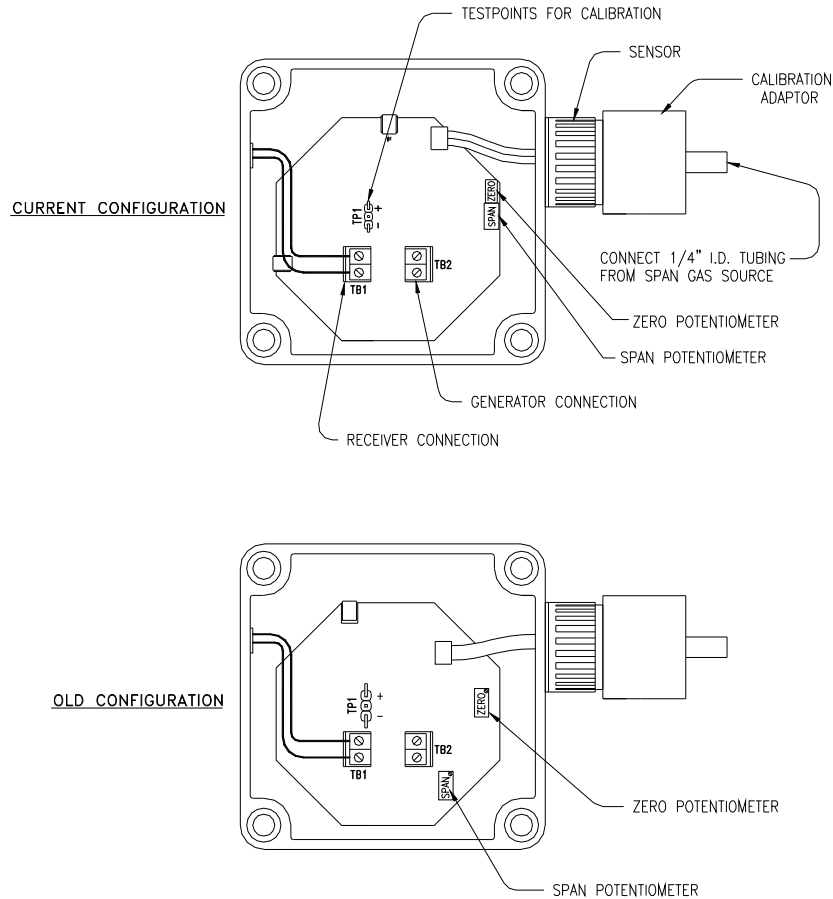 TESTPOINTS FOR CALIBRATION
SENSOR
CALIBRATION
ADAPTOR
CURRENT CONFIGURATION
TP1
+
-
ZERO
SPAN
TB1
TB2
CONNECT 1/4" I.D. TUBING
FROM SPAN GAS SOURCE
ZERO POTENTIOMETER
SPAN POTENTIOMETER
GENERATOR CONNECTION
RECEIVER CONNECTION
OLD CONFIGURATION
TP1
+
-
ZERO
TB1
TB2
SPAN
ZERO POTENTIOMETER
SPAN POTENTIOMETER